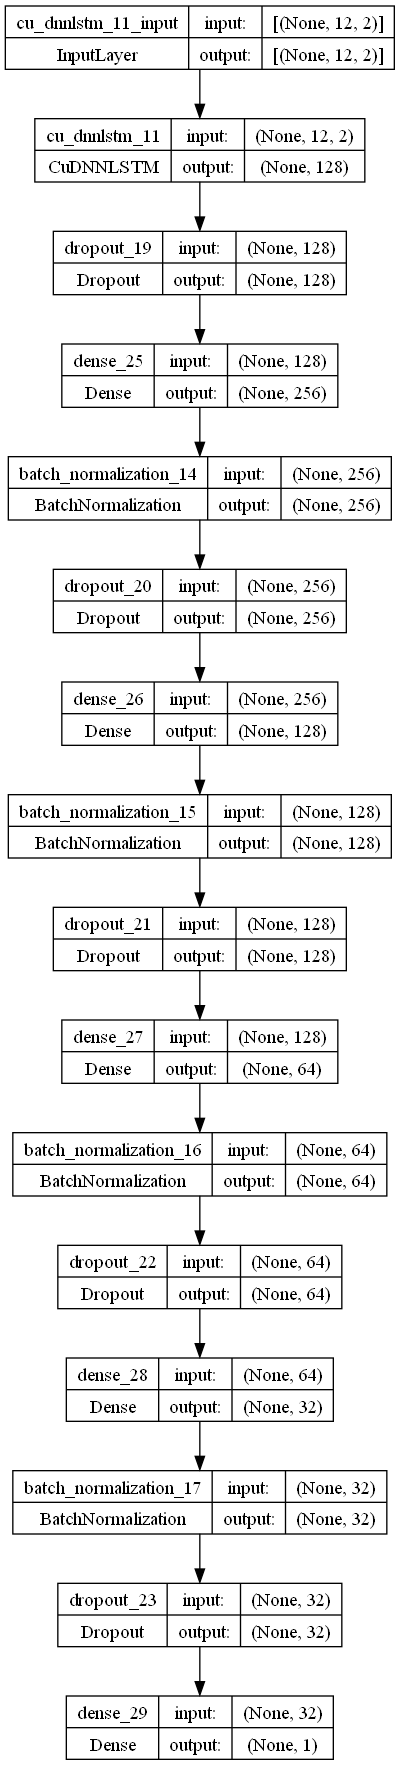 cu_dnnlstm_11_input input: [(None, 12, 2)]
InputLayer output: [(None, 12, 2)]
cu_dnnlstm_11 input: (None, 12, 2)
CuDNNLSTM output: (None, 128)
dropout_19 input: (None, 128)
Dropout output: (None, 128)
dense_25 input: (None, 128)
Dense output: (None, 256)
batch_normalization_14 input: (None, 256)
BatchNormalization output: (None, 256)
dropout_20 input: (None, 256)
Dropout output: (None, 256)
dense_26 input: (None, 256)
Dense output: (None, 128)
batch_normalization_15 input: (None, 128)
BatchNormalization output: (None, 128)
dropout_21 input: (None, 128)
Dropout output: (None, 128)
dense_27 input: (None, 128)
Dense output: (None, 64)
batch_normalization_16 input: (None, 64)
BatchNormalization output: (None, 64)
dropout_22 input: (None, 64)
Dropout output: (None, 64)
dense_28 input: (None, 64)
Dense output: (None, 32)
batch_normalization_17 input: (None, 32)
BatchNormalization output: (None, 32)
dropout_23 input: (None, 32)
Dropout output: (None, 32)
dense_29 input: (None, 32)
Dense output: (None, 1)